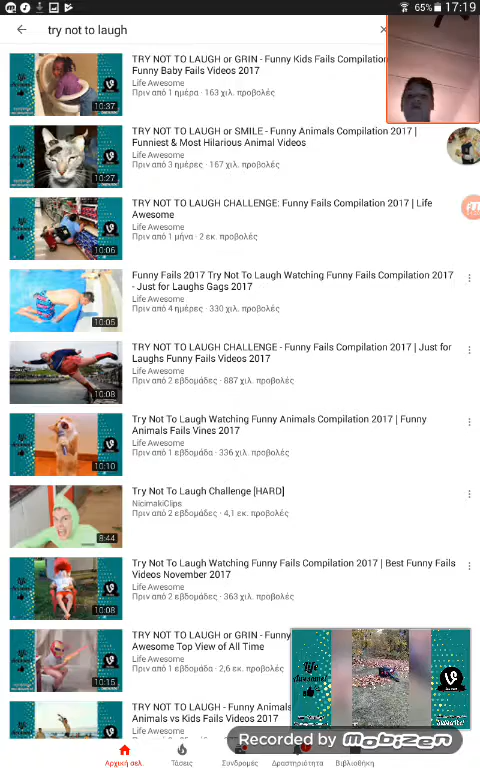 65% 17:19
try not to laugh
TRY NOT TO LAUGH or GRIN - Funny Kids Fails Compilation
Funny Baby Fails Videos 2017
Life Awesome
Πριν από 1 ημέρα · 163 χιλ. προβολές
10:37
TRY NOT TO LAUGH or SMILE - Funny Animals Compilation 2017 |
Funniest & Most Hilarious Animal Videos
Life Awesome
Πριν από 3 ημέρες · 167 χιλ. προβολές
10:27
TRY NOT TO LAUGH CHALLENGE: Funny Fails Compilation 2017 | Life
Awesome
Life Awesome
Πριν από 1 μήνα · 2 εκ. προβολές
10:06
Funny Fails 2017 Try Not To Laugh Watching Funny Fails Compilation 2017
- Just for Laughs Gags 2017
Life Awesome
Πριν από 4 ημέρες · 330 χιλ. προβολές
10:05
TRY NOT TO LAUGH CHALLENGE - Funny Fails Compilation 2017 | Just for
Laughs Funny Fails Videos 2017
Life Awesome
Πριν από 2 εβδομάδες · 887 χιλ. προβολές
10:08
Try Not To Laugh Watching Funny Animals Compilation 2017 | Funny
Animals Fails Vines 2017
Life Awesome
Πριν από 1 εβδομάδα · 336 χιλ. προβολές
10:10
Try Not To Laugh Challenge [HARD]
NicimakiClips
Πριν από 2 εβδομάδες · 4,1 εκ. προβολές
8:44
Try Not To Laugh Watching Funny Fails Compilation 2017 | Best Funny Fails
Videos November 2017
Life Awesome
Πριν από 2 εβδομάδες · 363 χιλ. προβολές
10:08
TRY NOT TO LAUGH or GRIN - Funny
Awesome Top View of All Time
Life Awesome
Πριν από 1 εβδομάδα · 2,6 εκ. προβολές
10:15
life
Awesome!
TRY NOT TO LAUGH - Funny Animals
Animals vs Kids Fails Videos 2017
Life Awesome
Recorded by MOBIZEN
Αρχική σελ. Τάσεις Συνδρομές Δραστηριότητα Βιβλιοθήκη